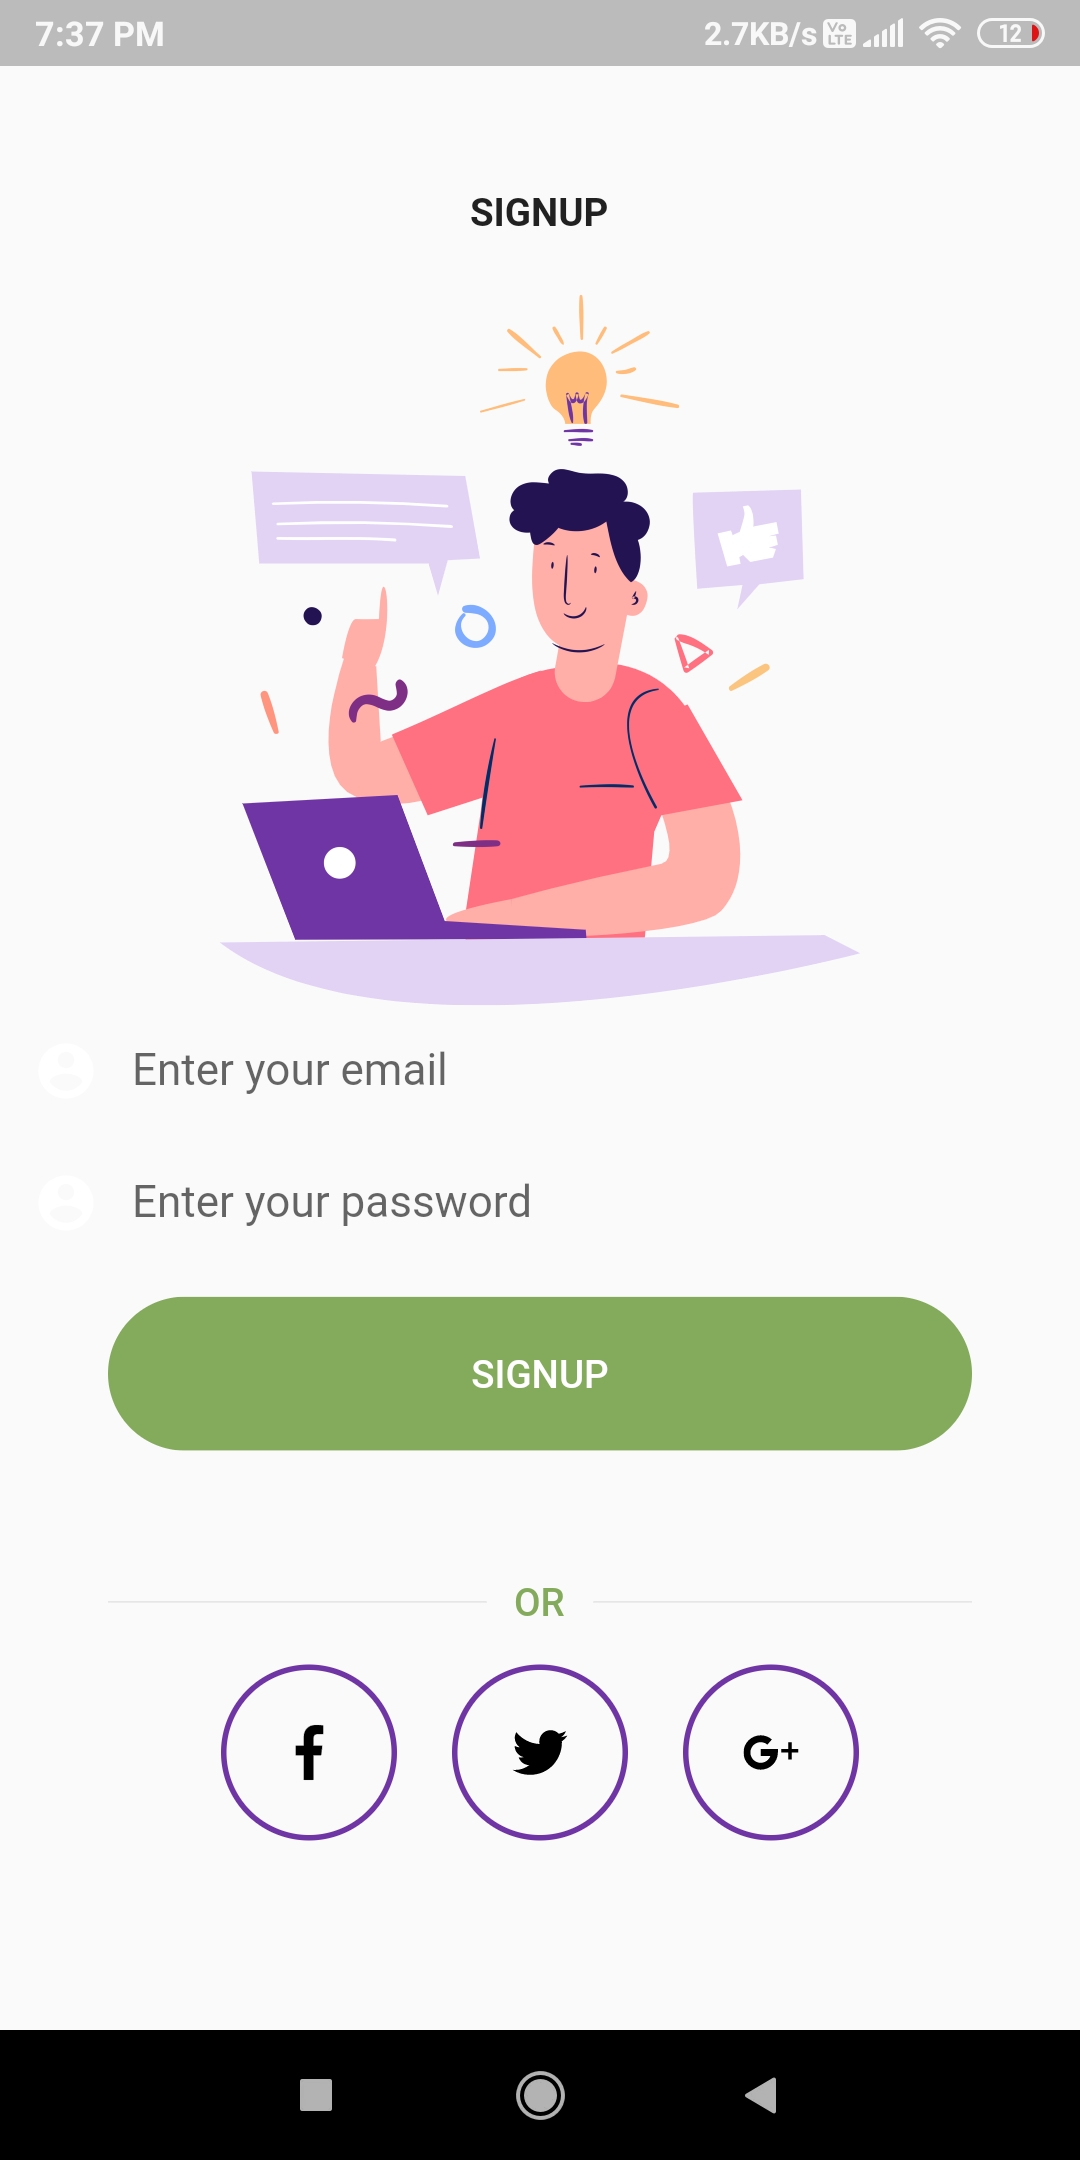 7:37 PM 2.7KB/s Vo LTE 12
SIGNUP
Enter your email
Enter your password
SIGNUP
OR
f G+